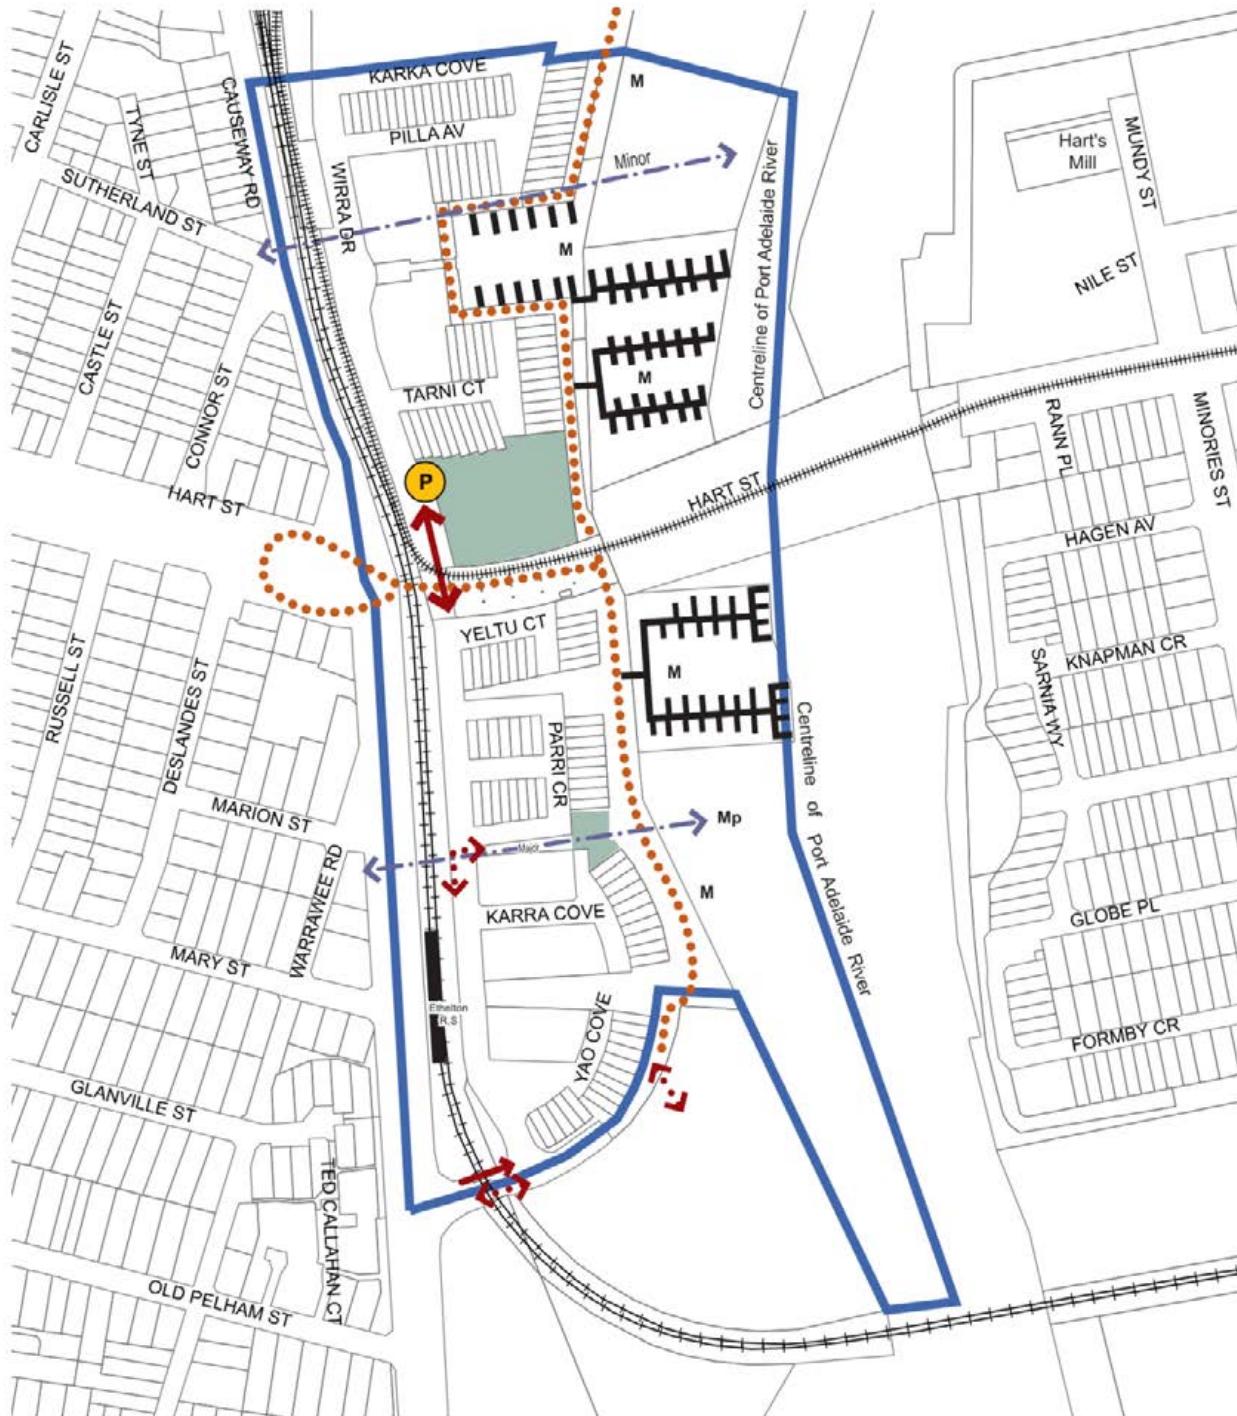 CARLISLE ST
TYNE ST
CAUSEWAY RD
KARKA COVE
PILLA AV
M
Minor
WIRRA DR
SUTHERLAND ST
M
Hart's
Mill
MUNDY ST
NILE ST
CASTLE ST
CONNOR ST
TARNI CT
M
Centreline of Port Adelaide River
HART ST
P
HART ST
RANN PL
MINORIES ST
HAGEN AV
RUSSELL ST
DESLANDES ST
YELTU CT
M
KNAPMAN CR
SARNIA WY
PARRI CR
MARION ST
WARRAWEE RD
Major
Mp
M
Centreline of Port Adelaide River
KARRA COVE
GLOBE PL
MARY ST
Ethelton
R.S
YAO COVE
FORMBY CR
GLANVILLE ST
TED CALLAHAN CT
OLD PELHAM ST